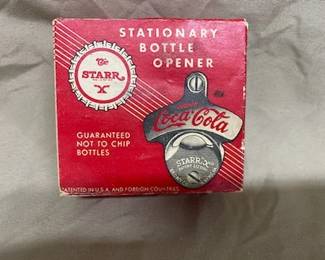 STATIONARY
BOTTLE
OPENER
The
STARR
"X"
GUARANTEED
NOT TO CHIP
BOTTLES
Coca-Cola
STARR "X"
PATENTED IN U.S.A. AND FOREIGN COUNTRIES